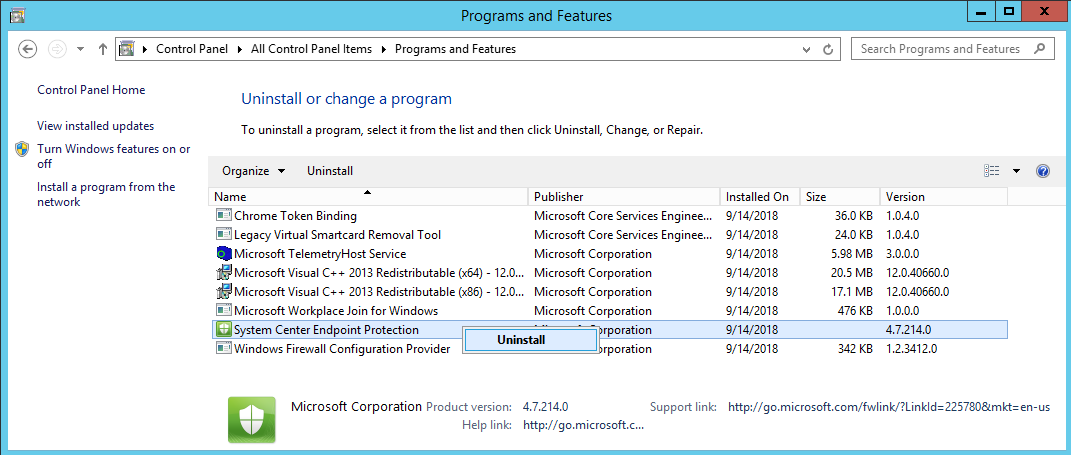 Programs and Features
Control Panel
All Control Panel Items
Programs and Features
Search Programs and Features
Control Panel Home
View installed updates
Turn Windows features on or
off
Install a program from the
network
Uninstall or change a program
To uninstall a program, select it from the list and then click Uninstall, Change, or Repair.
Organize Uninstall
Name Publisher Installed On Size Version
Chrome Token Binding Microsoft Core Services Enginee... 9/14/2018 36.0 KB 1.0.4.0
Legacy Virtual Smartcard Removal Tool Microsoft Core Services Enginee... 9/14/2018 24.0 KB 1.0.4.0
Microsoft TelemetryHost Service Microsoft Corporation 9/14/2018 5.98 MB 3.0.0.0
Microsoft Visual C++ 2013 Redistributable (x64) - 12.0... Microsoft Corporation 9/14/2018 20.5 MB 12.0.40660.0
Microsoft Visual C++ 2013 Redistributable (x86) - 12.0... Microsoft Corporation 9/14/2018 17.1 MB 12.0.40660.0
Microsoft Workplace Join for Windows Microsoft Corporation 9/14/2018 476 KB 1.0.0.0
System Center Endpoint Protection Corporation 9/14/2018 4.7.214.0
Uninstall
Windows Firewall Configuration Provider Corporation 9/14/2018 342 KB 1.2.3412.0
Microsoft Corporation Product version: 4.7.214.0 Support link: http://go.microsoft.com/fwlink/?LinkId=225780&mkt=en-us
Help link: http://go.microsoft.c...